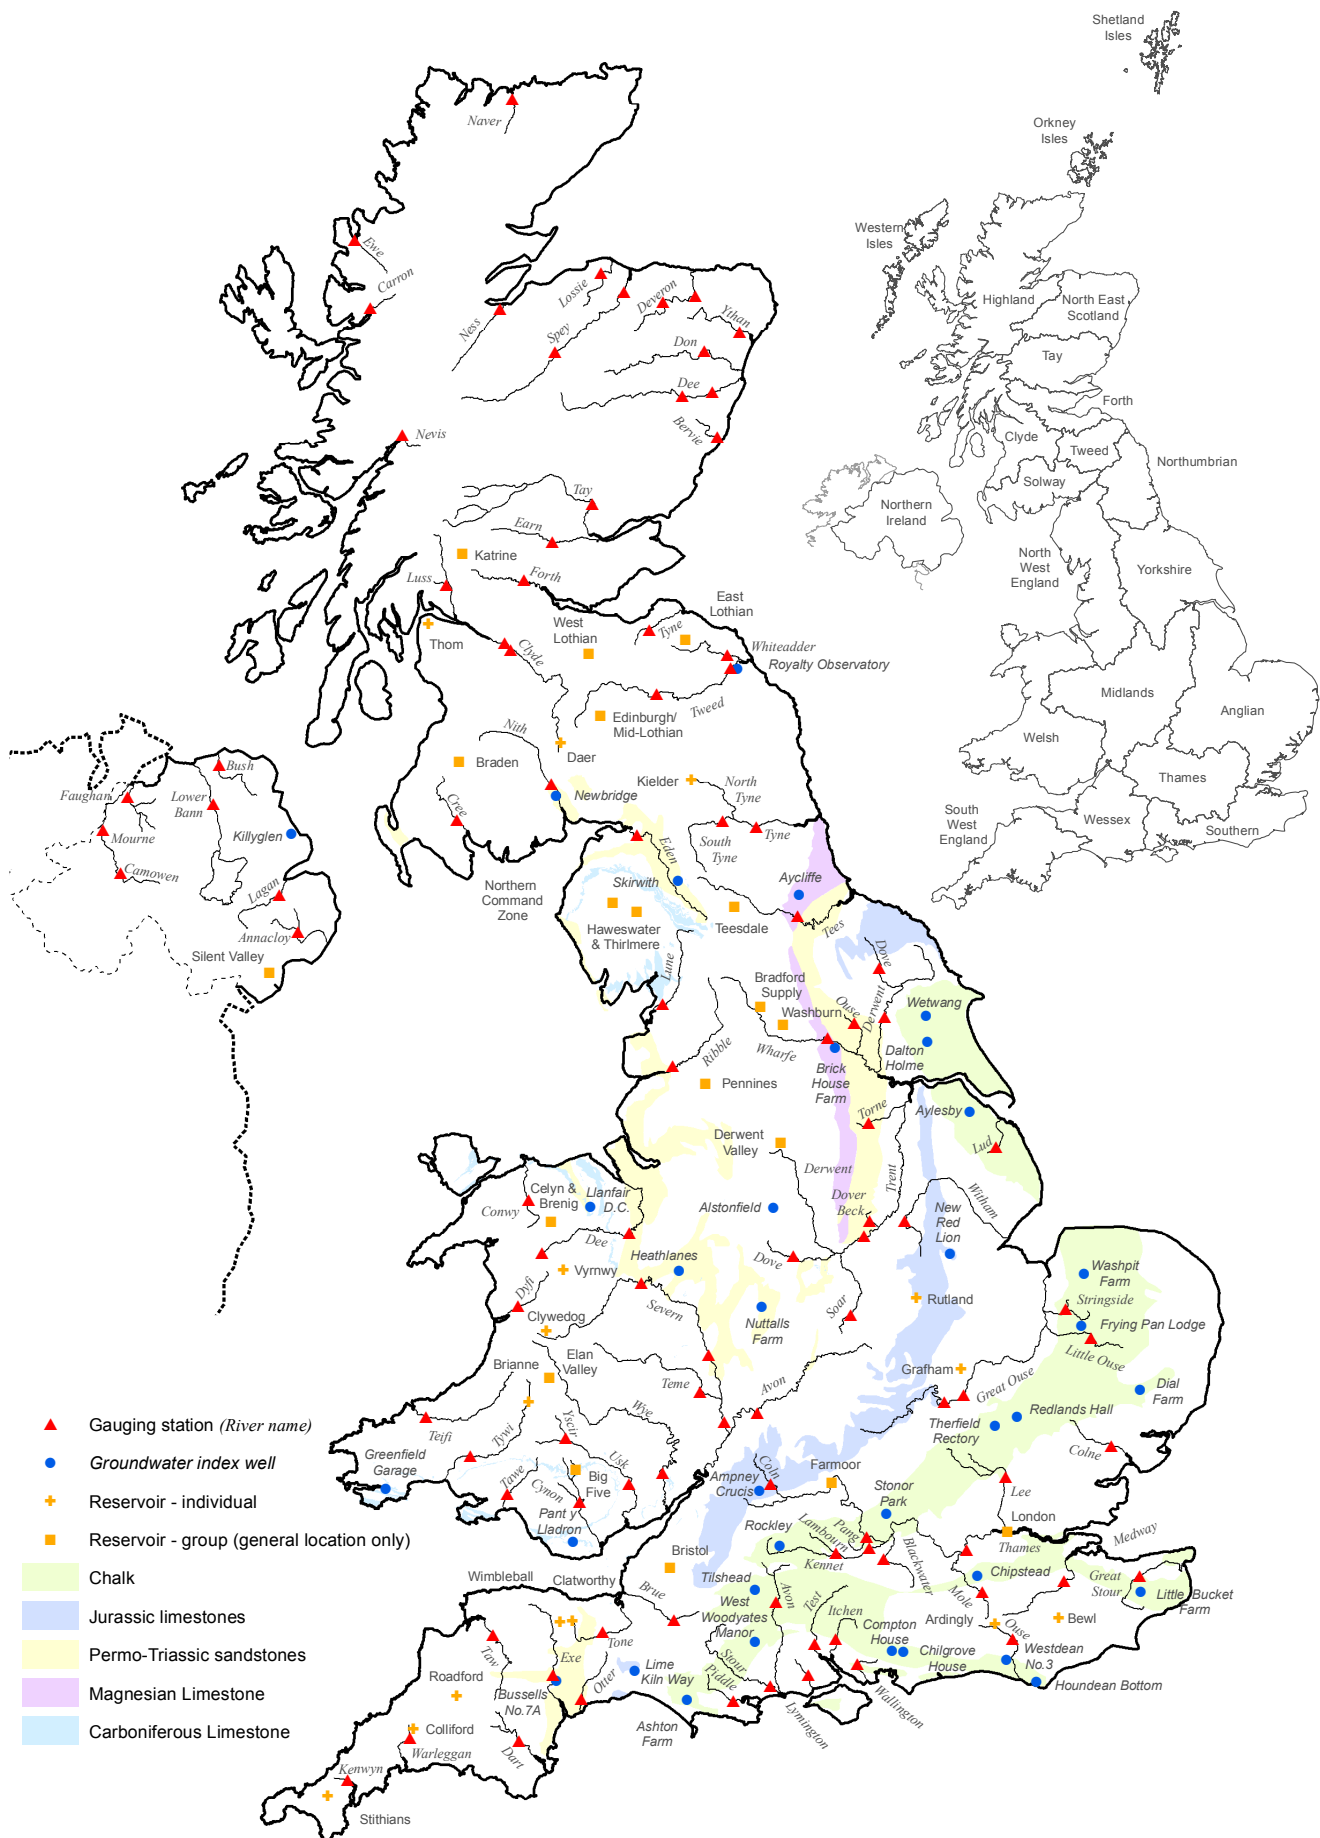 Shetland
Isles
Orkney
Isles
Western
Isles
Highland
North East
Scotland
Tay
Forth
Clyde
Tweed
Northumbrian
Solway
Northern
Ireland
North
West
England
Yorkshire
Midlands
Anglian
Welsh
Thames
South
West
England
Wessex
Southern
Naver
Ewe
Carron
Lossie
Ness
Spey
Deveron
Ythan
Don
Dee
Bervie
Nevis
Tay
Earn
Katrine
Forth
Luss
East
Lothian
West
Lothian
Tyne
Whiteadder
Royalty Observatory
Thom
Clyde
Tweed
Edinburgh/
Mid-Lothian
Nith
Daer
Braden
Kielder
North
Tyne
Newbridge
Cree
South
Tyne
Tyne
Bush
Faughan
Lower
Bann
Mourne
Killyglen
Camowen
Lagan
Annacloy
Silent Valley
Northern
Command
Zone
Eden
Skirwith
Aycliffe
Haweswater
& Thirlmere
Teesdale
Tees
Lune
Dove
Bradford
Supply
Washburn
Ouse
Derwent
Wetwang
Ribble
Wharfe
Dalton
Holme
Brick
House
Farm
Pennines
Torne
Aylesby
Lud
Derwent
Valley
Derwent
Trent
Celyn &
Brenig
Llanfair
D.C.
Conwy
Alstonfield
Dover
Beck
New
Red
Lion
Witham
Dee
Heathlanes
Dove
Washpit
Farm
Vyrnwy
Dyfi
Severn
Rutland
Stringside
Clywedog
Nuttalls
Farm
Soar
Frying Pan Lodge
Little Ouse
Brianne
Elan
Valley
Teme
Avon
Grafham
Great Ouse
Dial
Farm
Redlands Hall
Therfield
Rectory
Teifi
Tywi
Yscir
Wye
Colne
Greenfield
Garage
Tawe
Usk
Big
Five
Cynon
Pant y
Lladron
Coln
Ampney
Crucis
Farmoor
Stonor
Park
Lee
London
Rockley
Lambourn
Pang
Kennet
Blackwater
Thames
Medway
Bristol
Tilshead
Chipstead
Great
Stour
Little Bucket
Farm
Wimbleball
Clatworthy
Brue
West
Woodyates
Manor
Avon
Test
Itchen
Mole
Ardingly
Bewl
Compton
House
Ouse
Tone
Chilgrove
House
Westdean
No.3
Taw
Exe
Stour
Roadford
Bussells
No.7A
Otter
Lime
Kiln Way
Piddle
Houndean Bottom
Wallington
Lymington
Ashton
Farm
Colliford
Warleggan
Dart
Kenwyn
Stithians
Gauging station (River name)
Groundwater index well
Reservoir - individual
Reservoir - group (general location only)
Chalk
Jurassic limestones
Permo-Triassic sandstones
Magnesian Limestone
Carboniferous Limestone